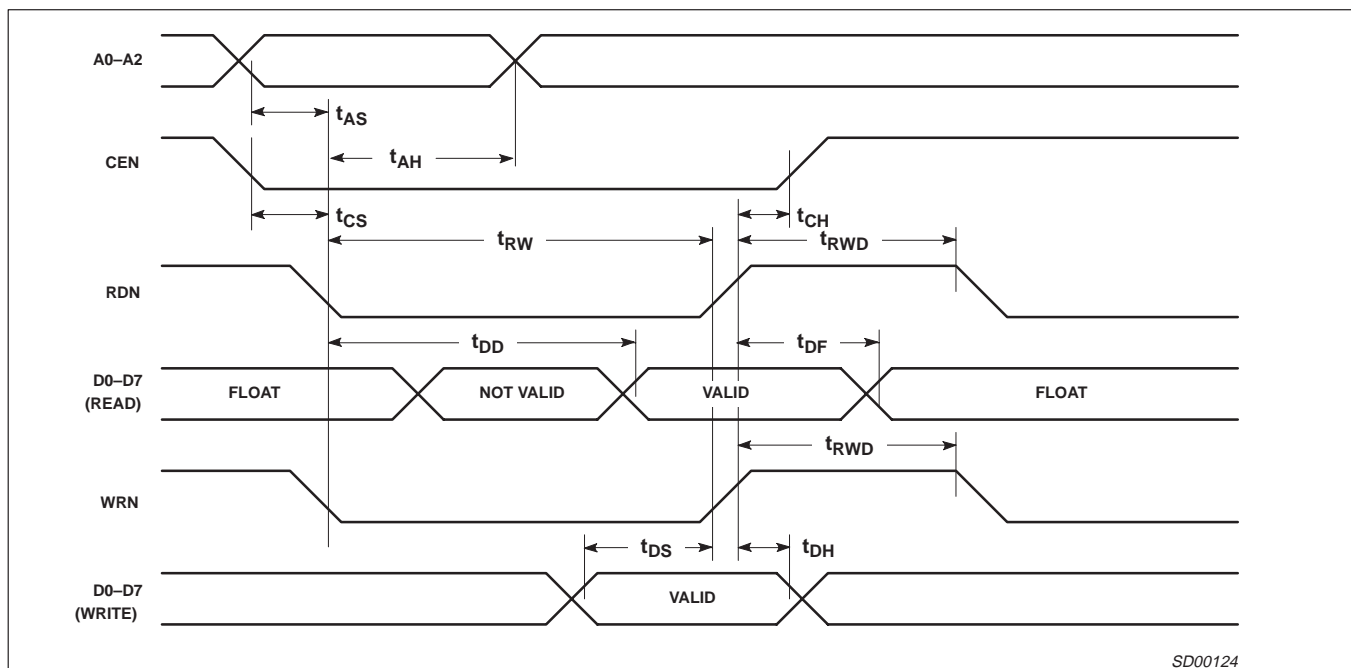 A0–A2
tAS
tAH
CEN
tCS
tCH
tRW
tRWD
RDN
tDD
tDF
D0–D7
(READ)
FLOAT
NOT VALID
VALID
FLOAT
tRWD
WRN
tDS
tDH
D0–D7
(WRITE)
VALID
SD00124